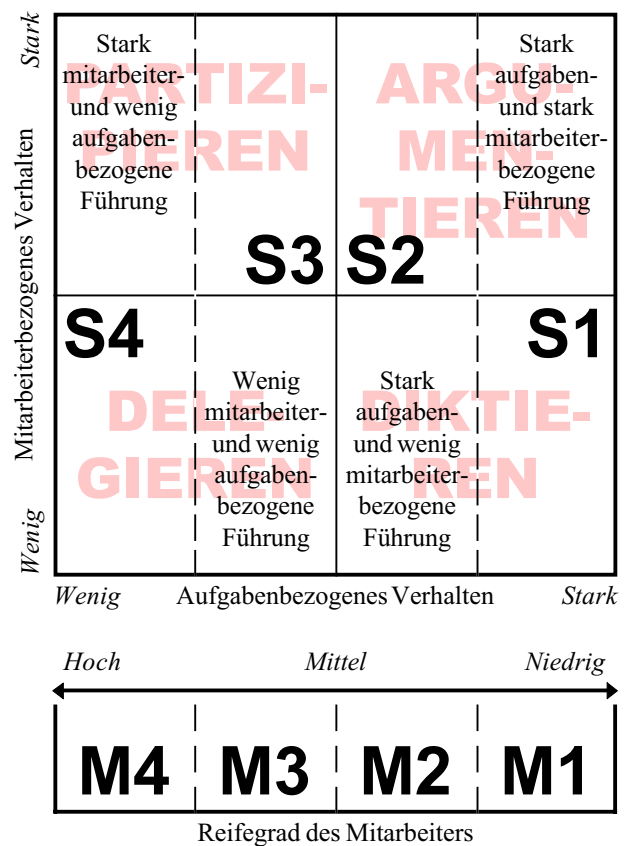 Stark
Mitarbeiterbezogenes Verhalten
Wenig
Stark
mitarbeiter-
und wenig
aufgaben-
bezogene
Führung
PARTIZI-
PIEREN
S3
Stark
aufgaben-
und stark
mitarbeiter-
bezogene
Führung
ARGU-
MEN-
TIEREN
S2
S4
Wenig
mitarbeiter-
und wenig
aufgaben-
bezogene
Führung
DELE-
GIEREN
S1
Stark
aufgaben-
und wenig
mitarbeiter-
bezogene
Führung
DIKTIE-
REN
Wenig Aufgabenbezogenes Verhalten Stark
Hoch Mittel Niedrig
M4 M3 M2 M1
Reifegrad des Mitarbeiters